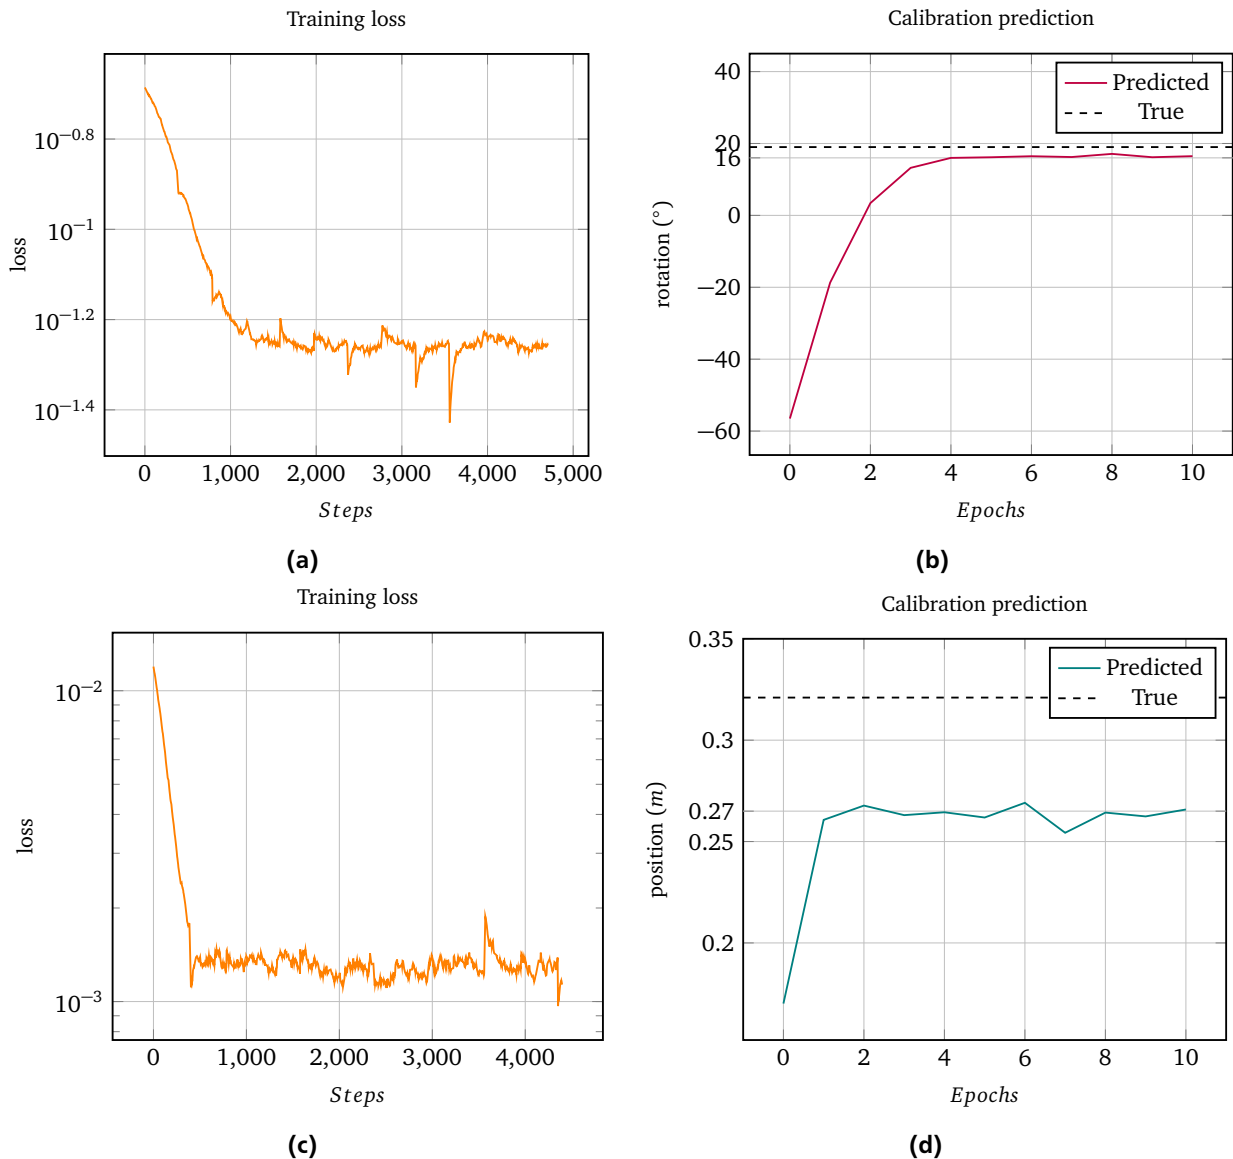 Training loss
10^−0.8
10^−1
10^−1.2
10^−1.4
loss
0 1,000 2,000 3,000 4,000 5,000
Steps
(a)
Calibration prediction
40
20
16
0
−20
−40
−60
rotation (°)
Predicted
True
0 2 4 6 8 10
Epochs
(b)
Training loss
10^−2
10^−3
loss
0 1,000 2,000 3,000 4,000
Steps
(c)
Calibration prediction
0.35
0.3
0.27
0.25
0.2
position (m)
Predicted
True
0 2 4 6 8 10
Epochs
(d)